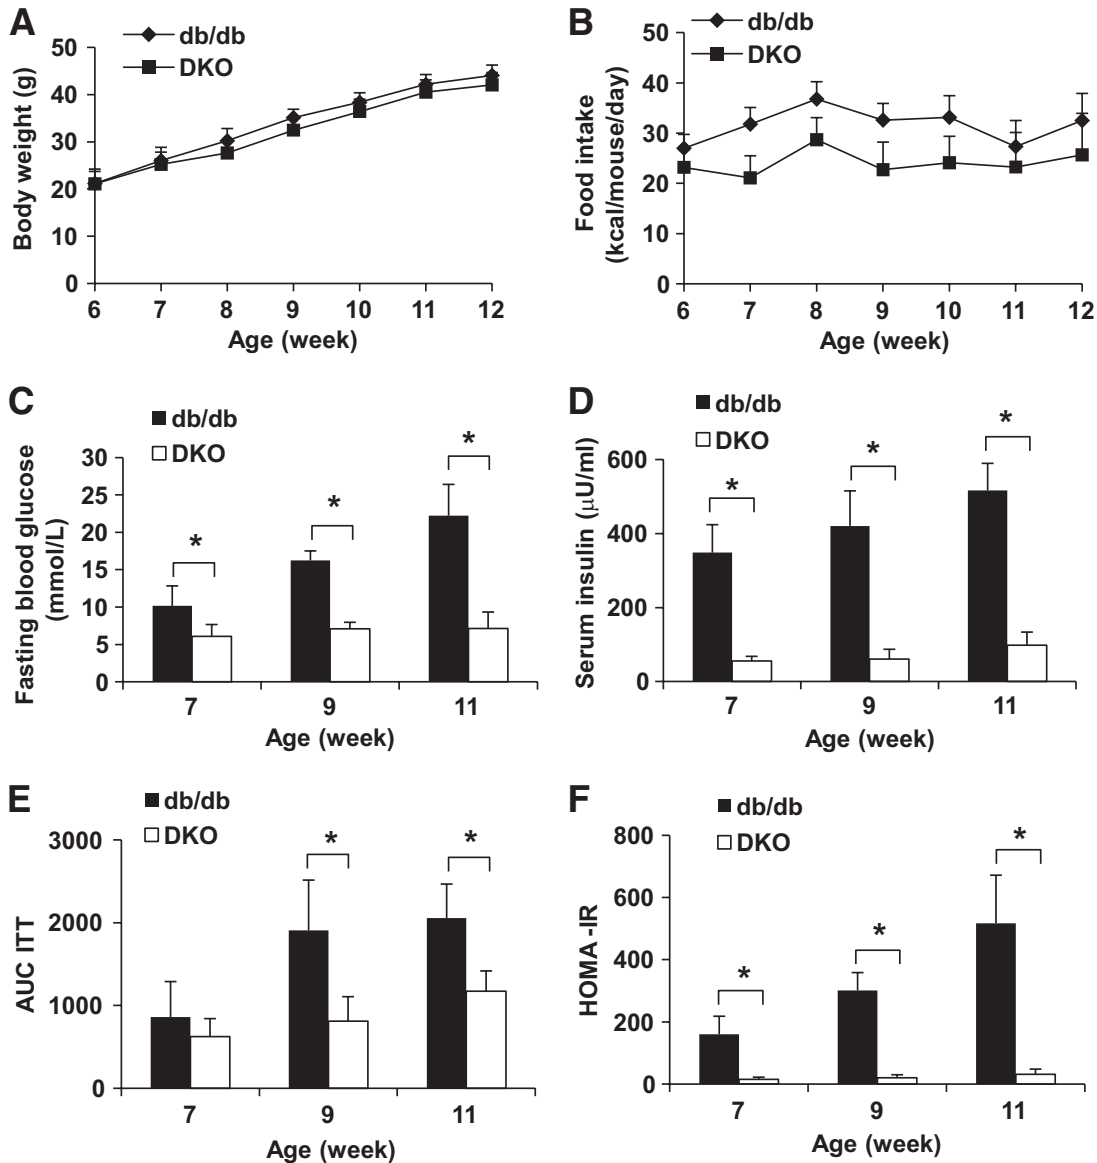 A
db/db
DKO
Body weight (g)
50
40
30
20
10
0
6 7 8 9 10 11 12
Age (week)
B
db/db
DKO
Food intake
(kcal/mouse/day)
50
40
30
20
10
0
6 7 8 9 10 11 12
Age (week)
C
db/db
DKO
Fasting blood glucose
(mmol/L)
30
25
20
15
10
5
0
* * *
7 9 11
Age (week)
D
db/db
DKO
Serum insulin (μU/ml)
600
400
200
0
* * *
7 9 11
Age (week)
E
db/db
DKO
AUC ITT
3000
2000
1000
0
* *
7 9 11
Age (week)
F
db/db
DKO
HOMA -IR
800
600
400
200
0
* * *
7 9 11
Age (week)